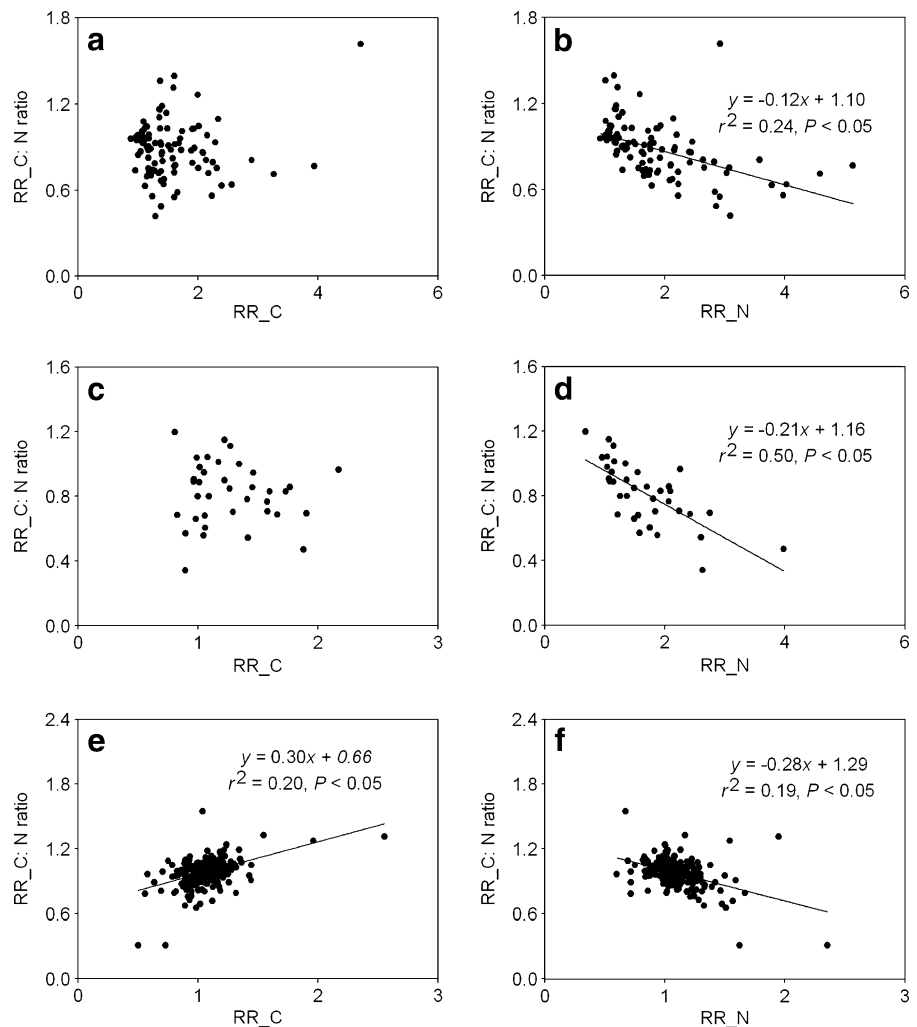 a
1.8
1.2
0.6
0.0
RR_C: N ratio
0
2
4
6
RR_C
b
1.8
1.2
0.6
0.0
RR_C: N ratio
y = -0.12x + 1.10
r2 = 0.24, P < 0.05
0
2
4
6
RR_N
c
1.6
1.2
0.8
0.4
0.0
RR_C: N ratio
0
1
2
3
RR_C
d
1.6
1.2
0.8
0.4
0.0
RR_C: N ratio
y = -0.21x + 1.16
r2 = 0.50, P < 0.05
0
2
4
6
RR_N
e
2.4
1.8
1.2
0.6
0.0
RR_C: N ratio
y = 0.30x + 0.66
r2 = 0.20, P < 0.05
0
1
2
3
RR_C
f
2.4
1.8
1.2
0.6
0.0
RR_C: N ratio
y = -0.28x + 1.29
r2 = 0.19, P < 0.05
0
1
2
3
RR_N